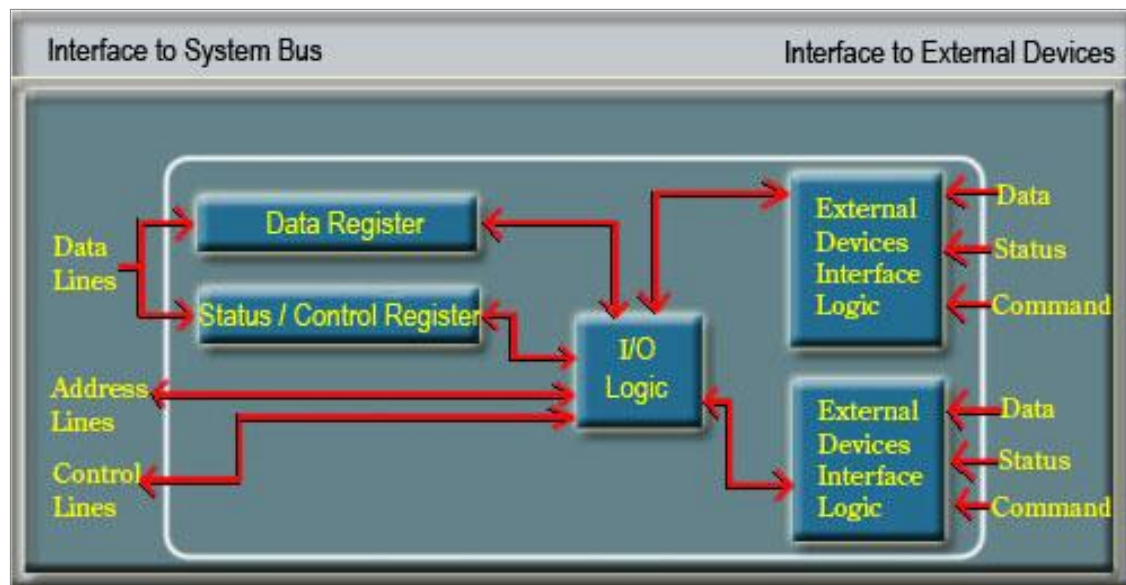 Interface to System Bus
Interface to External Devices
Data Register
External
Devices
Interface
Logic
Data
Status
Command
Data
Lines
Status / Control Register
I/O
Logic
Address
Lines
Control
Lines
External
Devices
Interface
Logic
Data
Status
Command